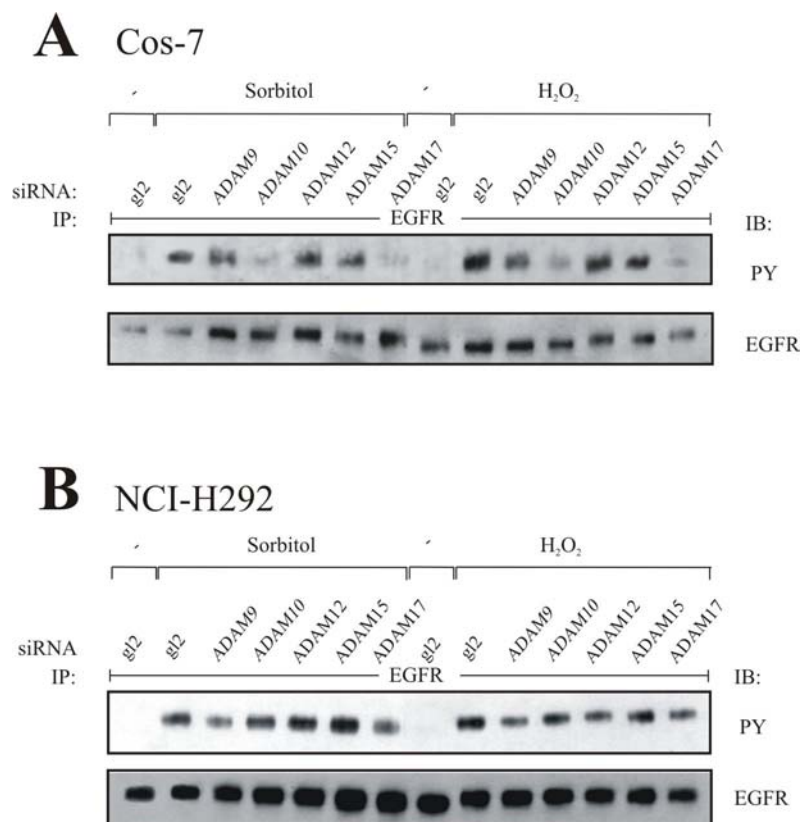 A Cos-7
- Sorbitol - H₂O₂
siRNA: gl2 gl2 ADAM9 ADAM10 ADAM12 ADAM15 ADAM17 gl2 gl2 ADAM9 ADAM10 ADAM12 ADAM15 ADAM17
IP: EGFR IB:
PY
EGFR
B NCI-H292
- Sorbitol - H₂O₂
siRNA gl2 gl2 ADAM9 ADAM10 ADAM12 ADAM15 ADAM17 gl2 gl2 ADAM9 ADAM10 ADAM12 ADAM15 ADAM17
IP: EGFR IB:
PY
EGFR